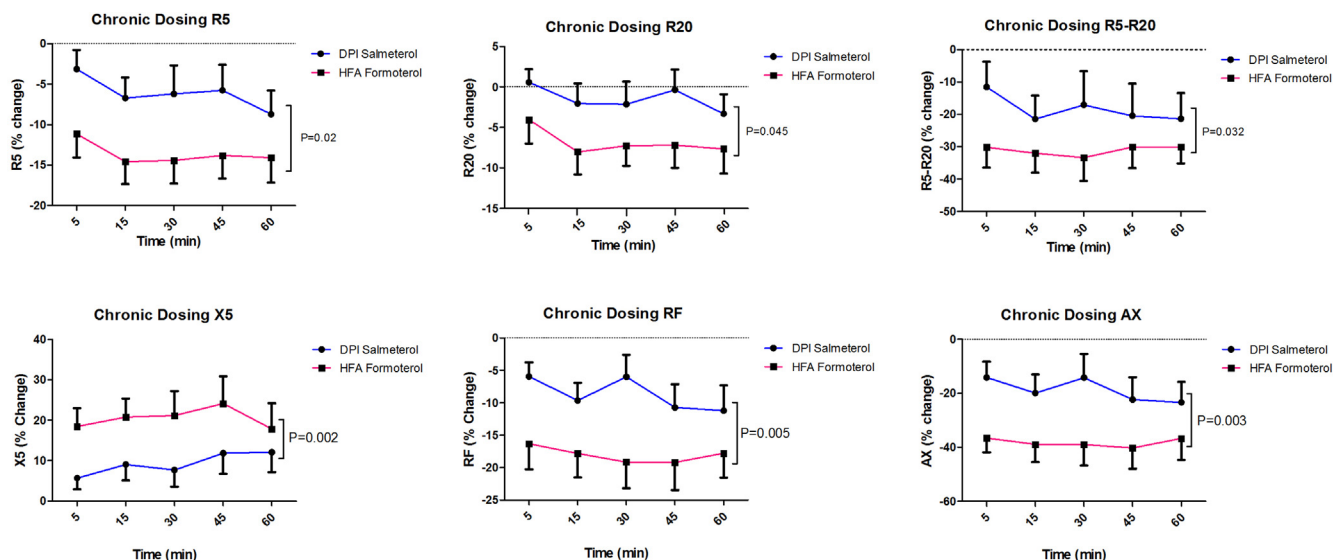 Chronic Dosing R5
R5 (% change)
0
-5
-10
-15
-20
5 15 30 45 60
Time (min)
DPI Salmeterol
HFA Formoterol
P=0.02
Chronic Dosing R20
R20 (% change)
5
0
-5
-10
-15
5 15 30 45 60
Time (min)
DPI Salmeterol
HFA Formoterol
P=0.045
Chronic Dosing R5-R20
R5-R20 (% change)
0
-10
-20
-30
-40
-50
5 15 30 45 60
Time (min)
DPI Salmeterol
HFA Formoterol
P=0.032
Chronic Dosing X5
X5 (% Change)
40
30
20
10
0
5 15 30 45 60
Time (min)
DPI Salmeterol
HFA Formoterol
P=0.002
Chronic Dosing RF
RF (% Change)
0
-5
-10
-15
-20
-25
5 15 30 45 60
Time (min)
DPI Salmeterol
HFA Formoterol
P=0.005
Chronic Dosing AX
AX (% change)
0
-20
-40
-60
5 15 30 45 60
Time (min)
DPI Salmeterol
HFA Formoterol
P=0.003